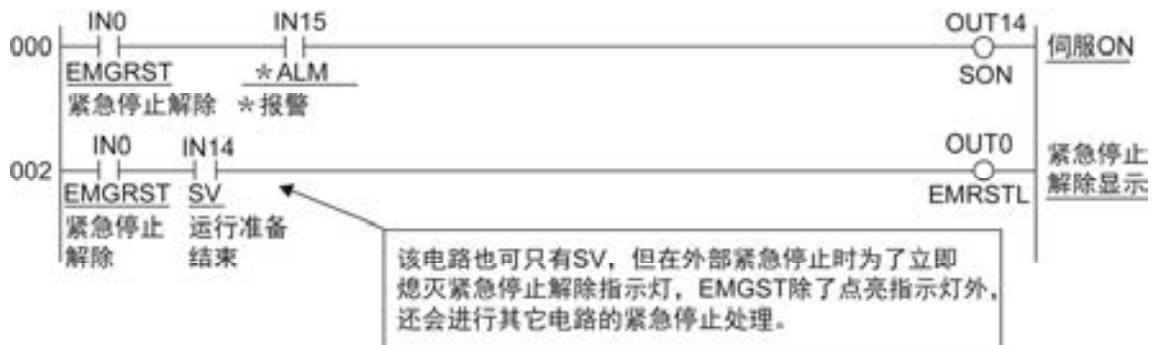 IN0 IN15 OUT14
000 伺服ON
EMGRST *ALM SON
紧急停止解除 *报警
IN0 IN14 OUT0 紧急停止
002 解除显示
EMGRST SV EMRSTL
紧急停止 运行准备
解除 结束
该电路也可只有SV，但在外部紧急停止时为了立即
熄灭紧急停止解除指示灯，EMGST除了点亮指示灯外，
还会进行其它电路的紧急停止处理。